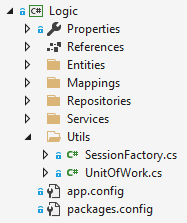 Logic
Properties
References
Entities
Mappings
Repositories
Services
Utils
SessionFactory.cs
UnitOfWork.cs
app.config
packages.config